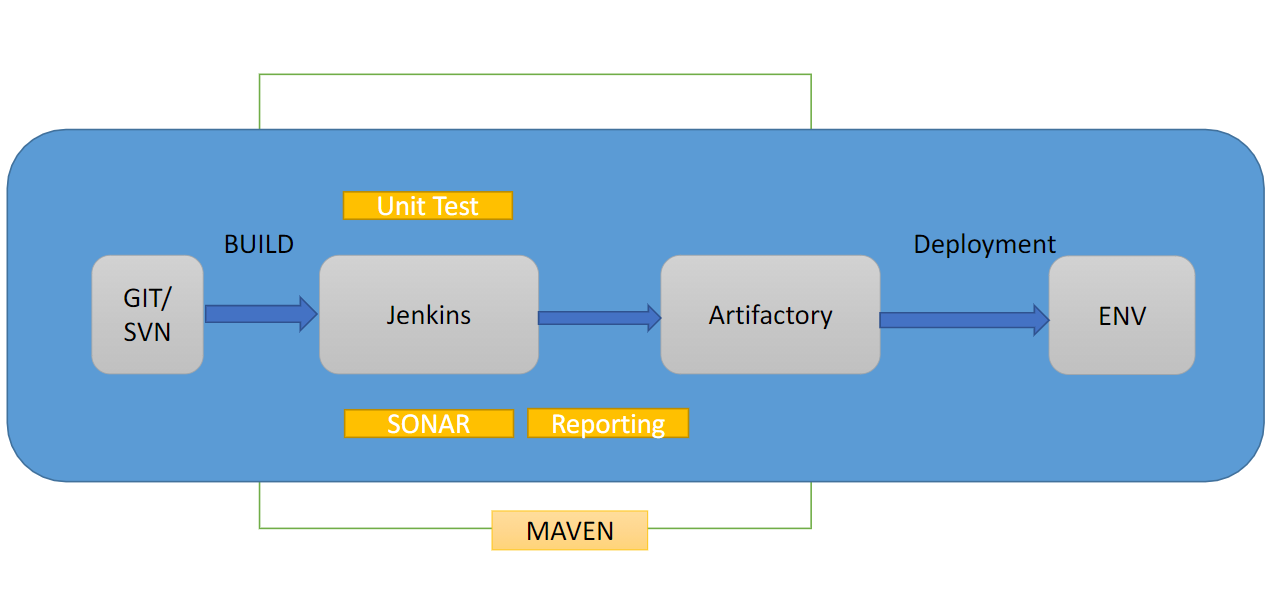 Unit Test
BUILD
Deployment
GIT/
SVN
Jenkins
Artifactory
ENV
SONAR
Reporting
MAVEN